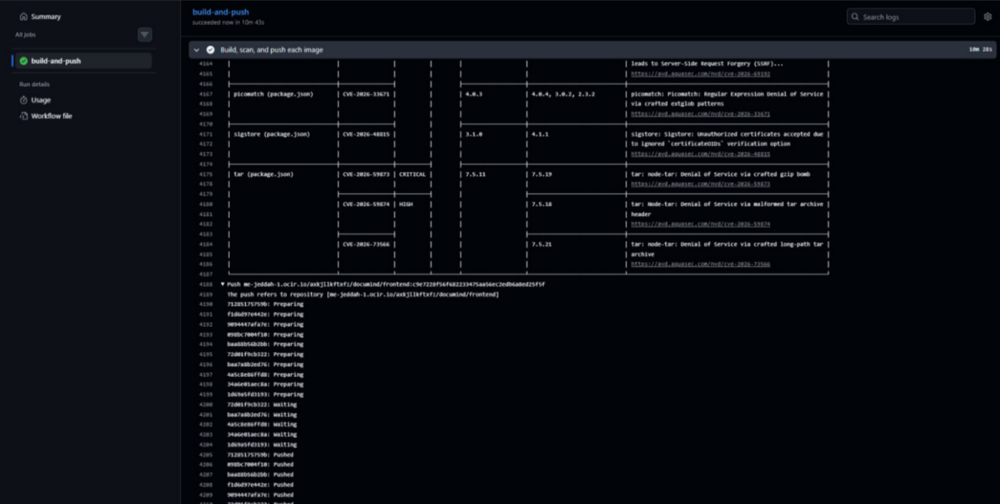 Summary
All jobs
build-and-push
Run details
Usage
Workflow file
build-and-push
succeeded now in 10m 43s
Search logs
Build, scan, and push each image
10m 28s
4164 leads to Server-Side Request Forgery (SSRF)...
4165 https://avd.aquasec.com/nvd/cve-2026-69192
4166
4167 picomatch (package.json) CVE-2026-33671 4.0.3 4.0.4, 3.0.2, 2.3.2 picomatch: Picomatch: Regular Expression Denial of Service
4168 via crafted extglob patterns
4169 https://avd.aquasec.com/nvd/cve-2026-33671
4170
4171 sigstore (package.json) CVE-2026-48815 3.1.0 4.1.1 sigstore: Sigstore: Unauthorized certificates accepted due
4172 to ignored `certificateOIDs` verification option
4173 https://avd.aquasec.com/nvd/cve-2026-48815
4174
4175 tar (package.json) CVE-2026-59873 CRITICAL 7.5.11 7.5.19 tar: node-tar: Denial of Service via crafted gzip bomb
4178 https://avd.aquasec.com/nvd/cve-2026-59873
4179
4180 CVE-2026-59874 HIGH 7.5.18 tar: Node-tar: Denial of Service via malformed tar archive
4181 header
4182 https://avd.aquasec.com/nvd/cve-2026-59874
4183
4184 CVE-2026-73566 7.5.21 tar: node-tar: Denial of Service via crafted long-path tar
4185 archive
4186 https://avd.aquasec.com/nvd/cve-2026-73566
4187
4188 Push me-jeddah-1.ocir.io/axkjllkftxfz/documind/frontend:c9e7228f56f682233475aa56ec2edb6a8ed25f5f
4189 The push refers to repository [me-jeddah-1.ocir.io/axkjllkftxfz/documind/frontend]
4190 71285175759b: Preparing
4191 f1d6d97e442e: Preparing
4192 9094447afa7e: Preparing
4193 098bc7004f10: Preparing
4194 baa88b56b2bb: Preparing
4195 72d01f9cb322: Preparing
4196 baa7a8b2ed76: Preparing
4197 4a5c8e86ffd8: Preparing
4198 34a6e01aec8a: Preparing
4199 1d69a5fd3193: Preparing
4200 72d01f9cb322: Waiting
4201 baa7a8b2ed76: Waiting
4202 4a5c8e86ffd8: Waiting
4203 34a6e01aec8a: Waiting
4204 1d69a5fd3193: Waiting
4205 71285175759b: Pushed
4206 098bc7004f10: Pushed
4207 baa88b56b2bb: Pushed
4208 f1d6d97e442e: Pushed
4209 9094447afa7e: Pushed